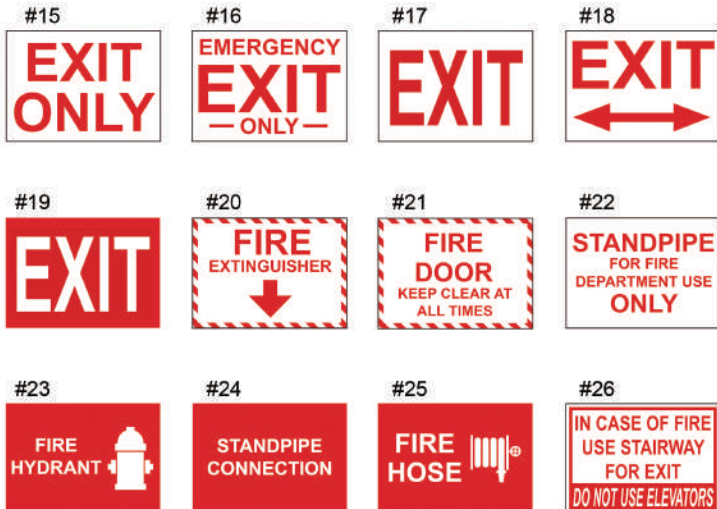 #15
EXIT
ONLY
#16
EMERGENCY
EXIT
— ONLY —
#17
EXIT
#18
EXIT
#19
EXIT
#20
FIRE
EXTINGUISHER
#21
FIRE
DOOR
KEEP CLEAR AT
ALL TIMES
#22
STANDPIPE
FOR FIRE
DEPARTMENT USE
ONLY
#23
FIRE
HYDRANT
#24
STANDPIPE
CONNECTION
#25
FIRE
HOSE
#26
IN CASE OF FIRE
USE STAIRWAY
FOR EXIT
DO NOT USE ELEVATORS